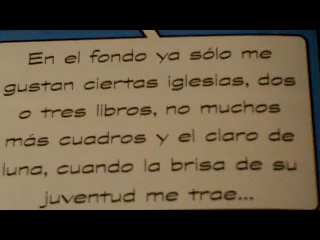 En el fondo ya sólo me
gustan ciertas iglesias, dos
o tres libros, no muchos
más cuadros y el claro de
luna, cuando la brisa de su
juventud me trae...